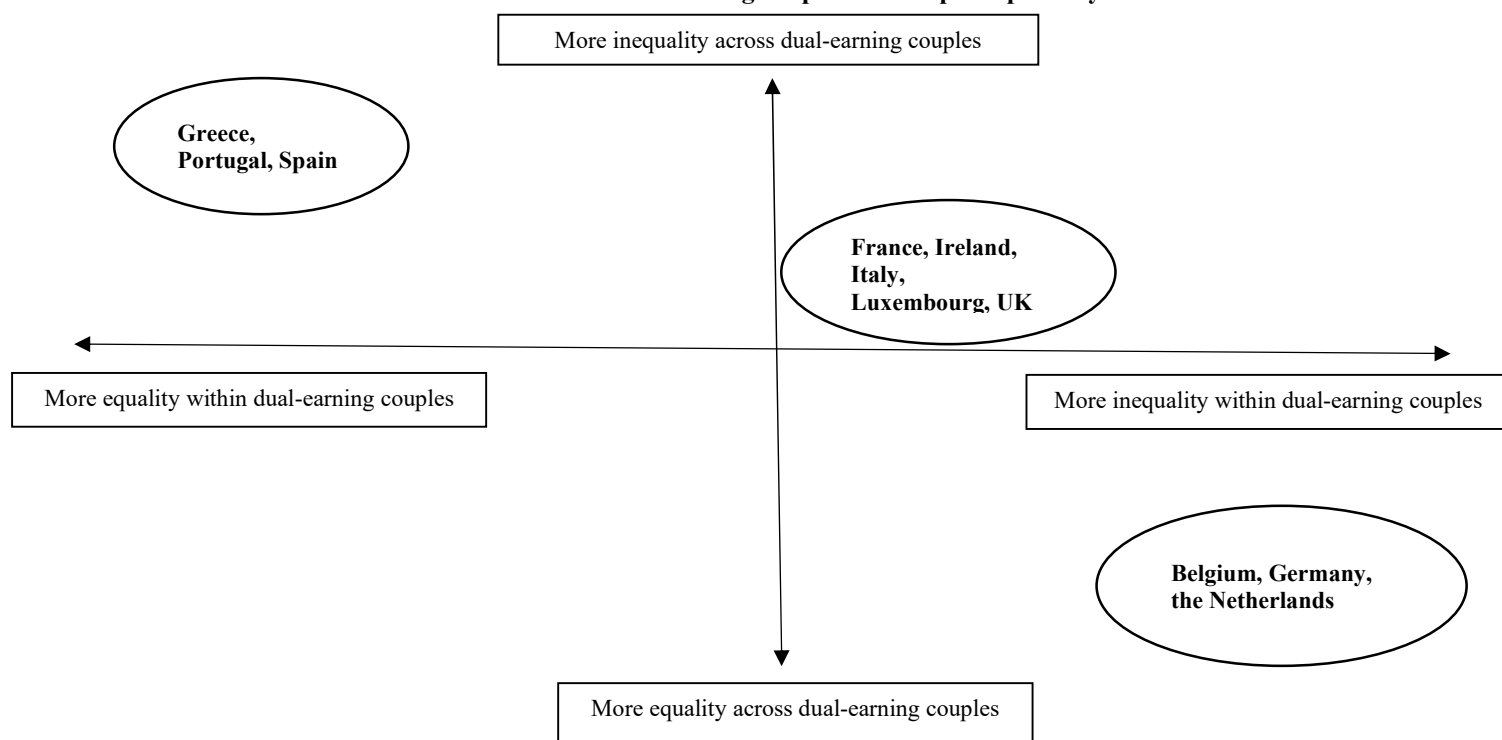 More inequality across dual-earning couples
Greece,
Portugal, Spain
France, Ireland,
Italy,
Luxembourg, UK
More equality within dual-earning couples
More inequality within dual-earning couples
Belgium, Germany,
the Netherlands
More equality across dual-earning couples